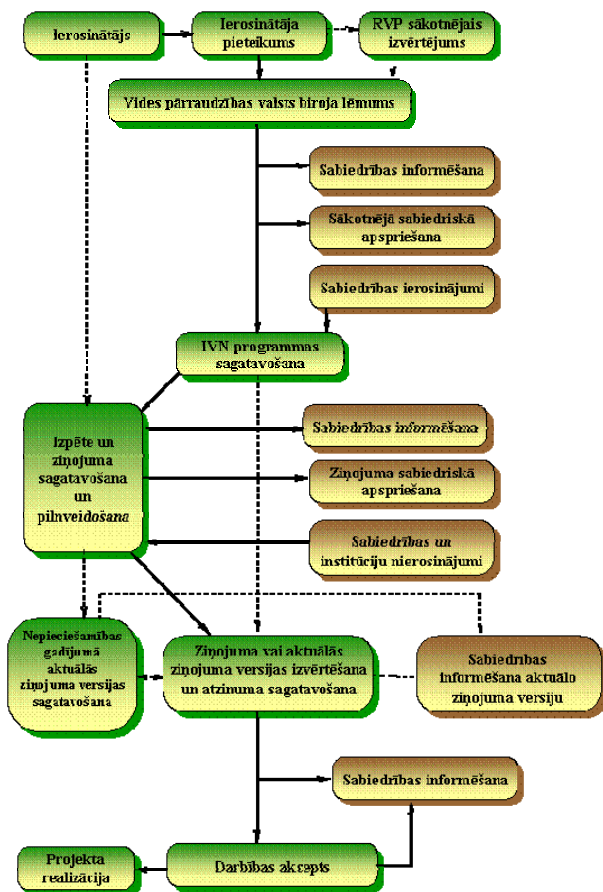 Ierosinātājs
Ierosinātāja
pieteikums
RVP sākotnējais
izvērtējums
Vides pārraudzības valsts biroja lēmums
Sabiedrības informēšana
Sākotnējā sabiedriskā
apspriešana
Sabiedrības ierosinājumi
IVN programmas
sagatavošana
Izpēte un
ziņojuma
sagatavošana
un
pilnveidošana
Sabiedrības informēšana
Ziņojuma sabiedriskā
apspriešana
Sabiedrības un
institūciju nierosinājumi
Nepieciešamības
gadījumā
aktuālās
ziņojuma versijas
sagatavošana
Ziņojuma vai aktuālās
ziņojuma versijas izvērtēšana
un atzinuma sagatavošana
Sabiedrības
informēšana aktuālo
ziņojuma versiju
Sabiedrības informēšana
Projekta
realizācija
Darbības akcepts